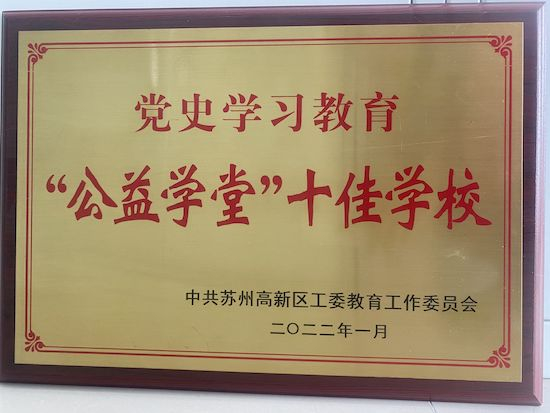 党史学习教育
“公益学堂”十佳学校
中共苏州高新区工委教育工作委员会
二〇二二年一月